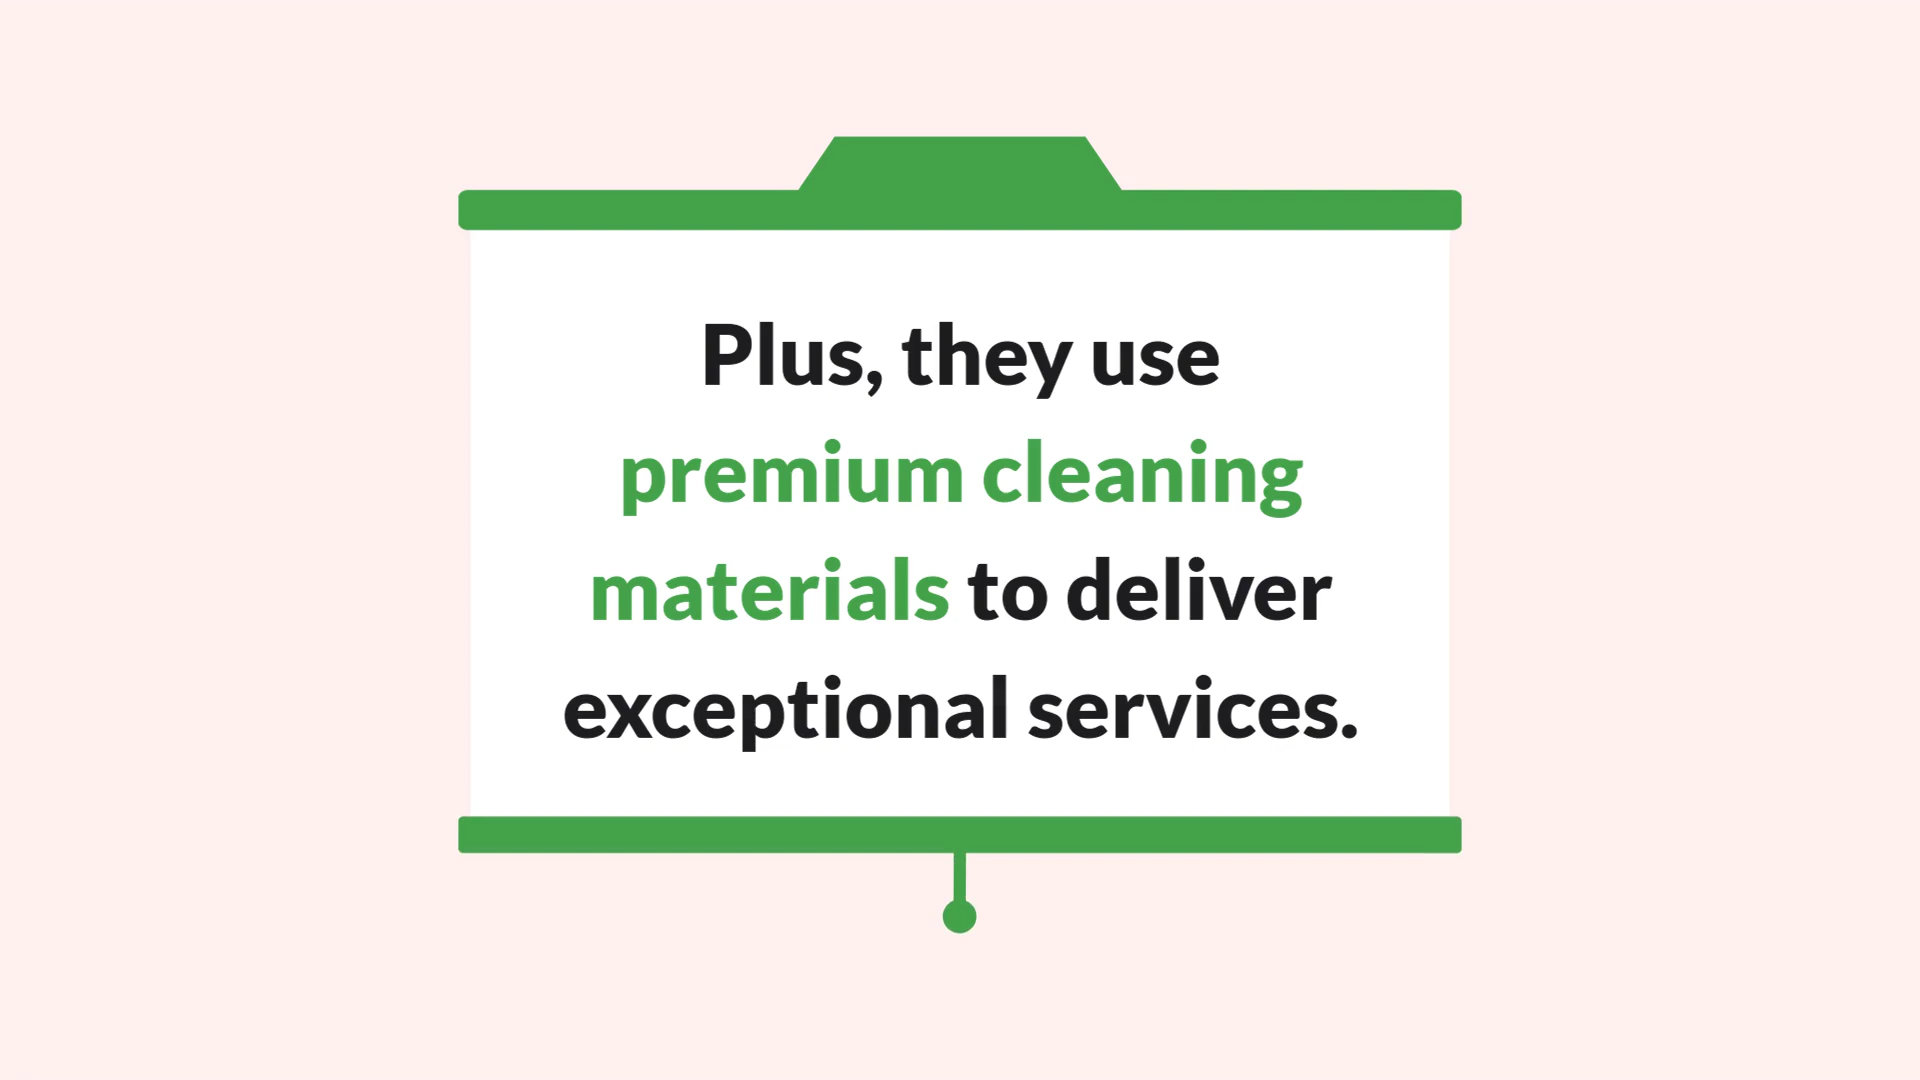 Plus, they use
premium cleaning
materials to deliver
exceptional services.